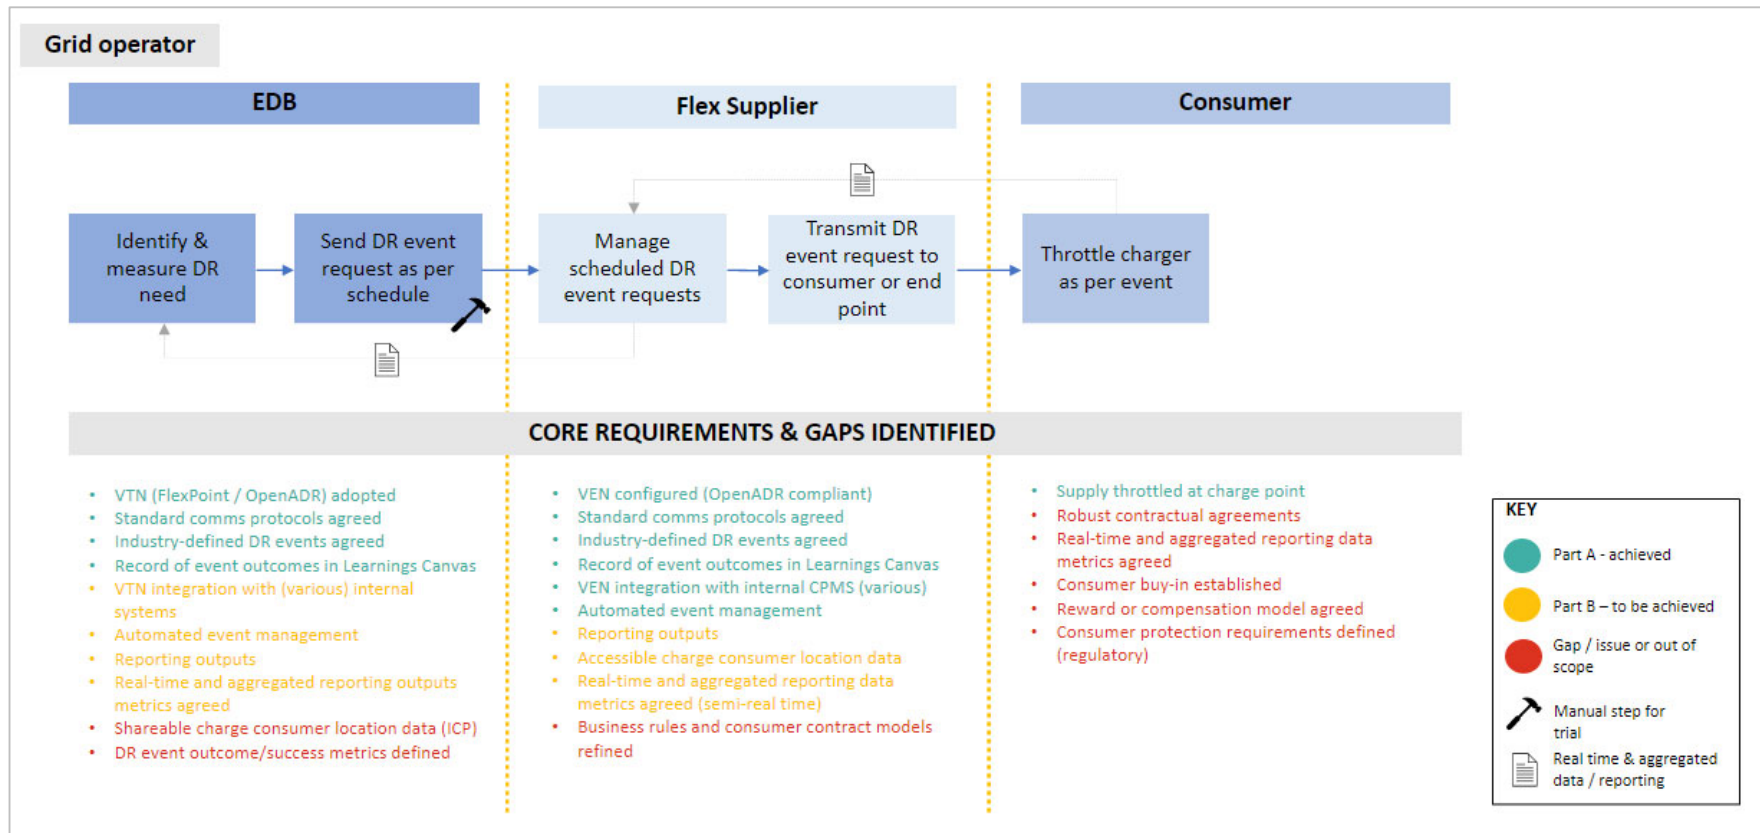 Grid operator
EDB
Flex Supplier
Consumer
Identify &
measure DR
need
Send DR event
request as per
schedule
Manage
scheduled DR
event requests
Transmit DR
event request to
consumer or end
point
Throttle charger
as per event
CORE REQUIREMENTS & GAPS IDENTIFIED
• VTN (FlexPoint / OpenADR) adopted
• Standard comms protocols agreed
• Industry-defined DR events agreed
• Record of event outcomes in Learnings Canvas
• VTN integration with (various) internal
systems
• Automated event management
• Reporting outputs
• Real-time and aggregated reporting outputs
metrics agreed
• Shareable charge consumer location data (ICP)
• DR event outcome/success metrics defined
• VEN configured (OpenADR compliant)
• Standard comms protocols agreed
• Industry-defined DR events agreed
• Record of event outcomes in Learnings Canvas
• VEN integration with internal CPMS (various)
• Automated event management
• Reporting outputs
• Accessible charge consumer location data
• Real-time and aggregated reporting data
metrics agreed (semi-real time)
• Business rules and consumer contract models
refined
• Supply throttled at charge point
• Robust contractual agreements
• Real-time and aggregated reporting data
metrics agreed
• Consumer buy-in established
• Reward or compensation model agreed
• Consumer protection requirements defined
(regulatory)
KEY
Part A - achieved
Part B – to be achieved
Gap / issue or out of
scope
Manual step for
trial
Real time & aggregated
data / reporting